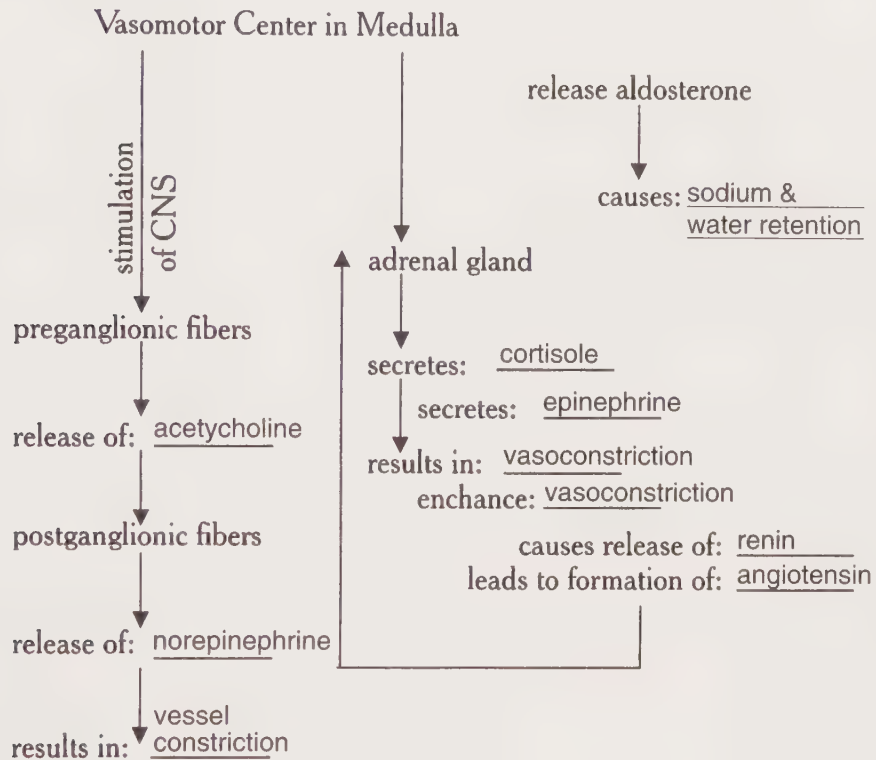 Vasomotor Center in Medulla
stimulation
of CNS
preganglionic fibers
release of: acetycholine
postganglionic fibers
release of: norepinephrine
results in: vessel
constriction
adrenal gland
secretes: cortisole
secretes: epinephrine
results in: vasoconstriction
enchance: vasoconstriction
causes release of: renin
leads to formation of: angiotensin
release aldosterone
causes: sodium &
water retention